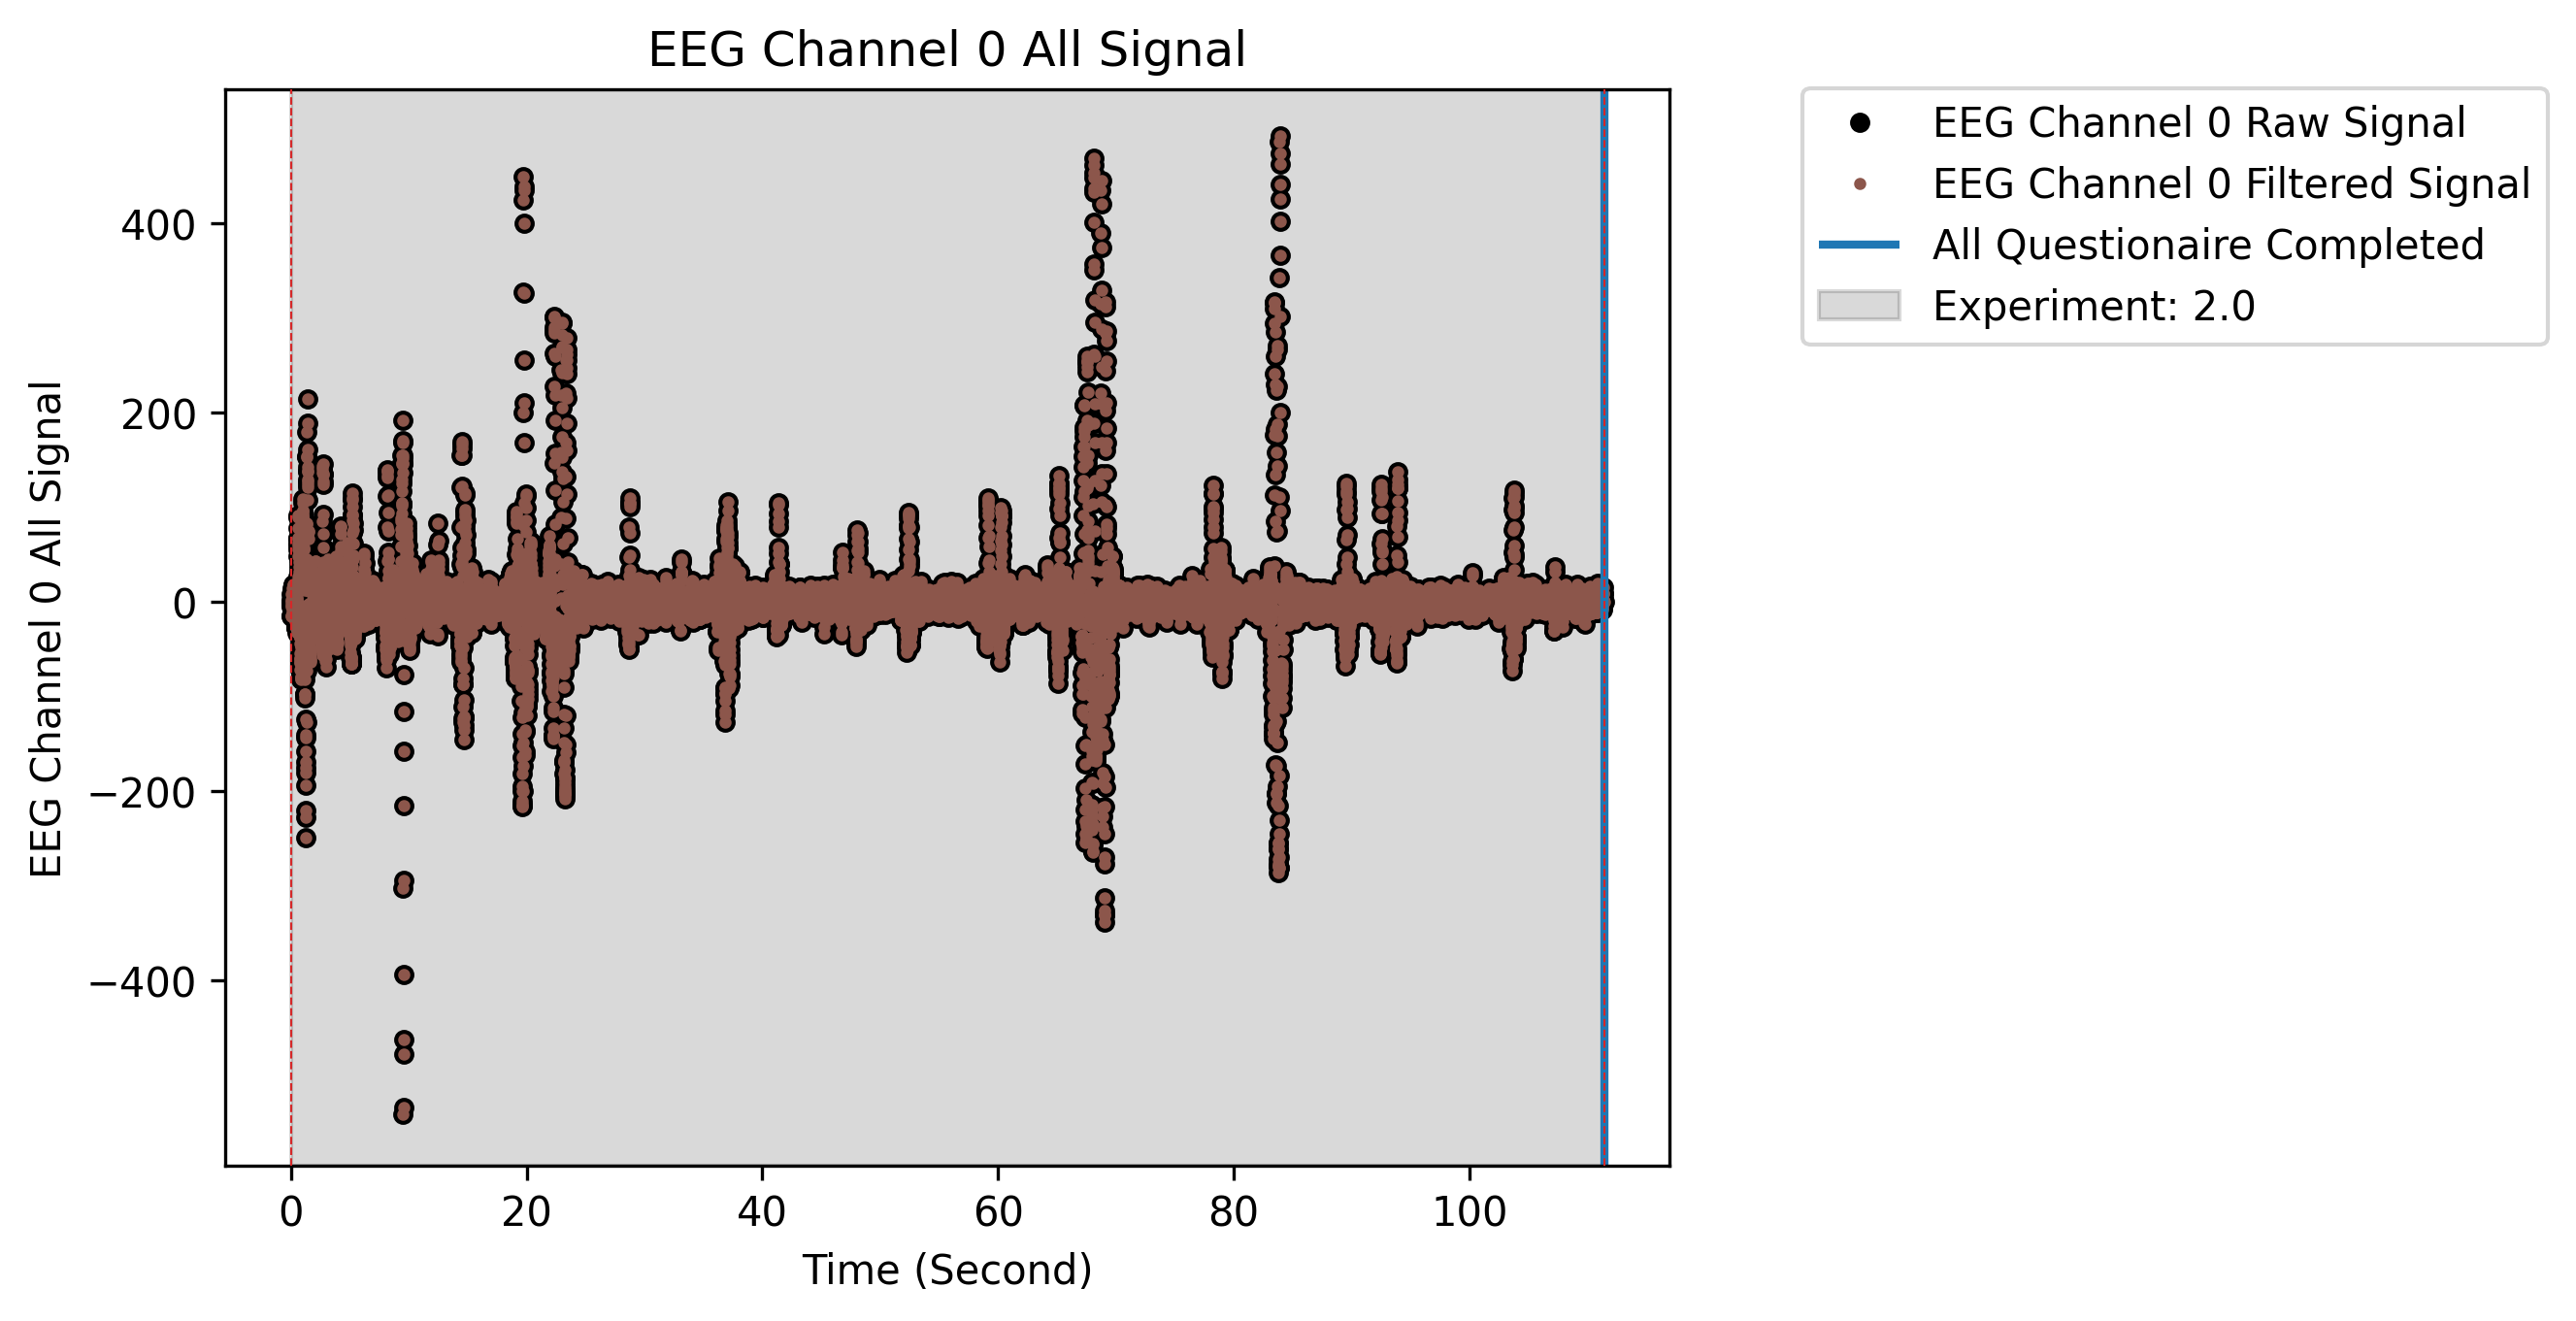 EEG Channel 0 All Signal
EEG Channel 0 Raw Signal
EEG Channel 0 Filtered Signal
All Questionaire Completed
Experiment: 2.0
EEG Channel 0 All Signal
400
200
0
−200
−400
0 20 40 60 80 100
Time (Second)